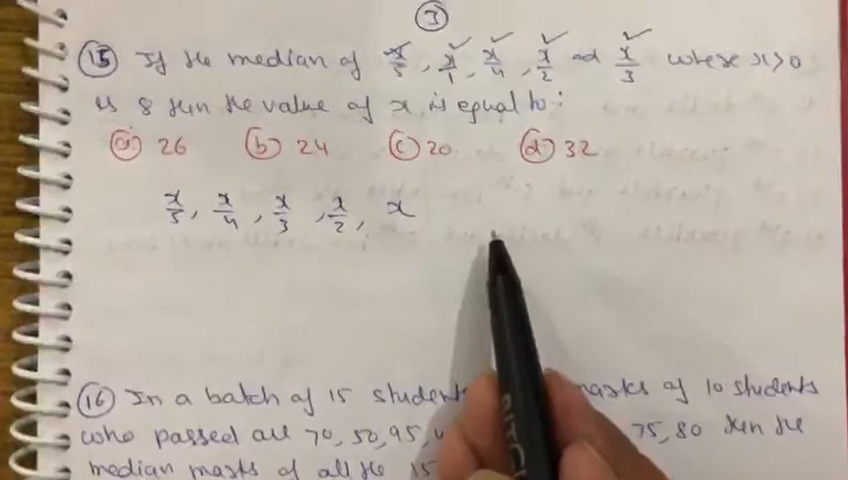 3
15 If the median of x/5, x/1, x/4, x/2 and x/3 where x>0
is 8 then the value of x is equal to:
a 26 b 24 c 20 d 32
x/5, x/4, x/3, x/2, x
16 In a batch of 15 students marks of 10 students
who passed are 70, 50, 95, 75, 80 then the
median marks of all the 15